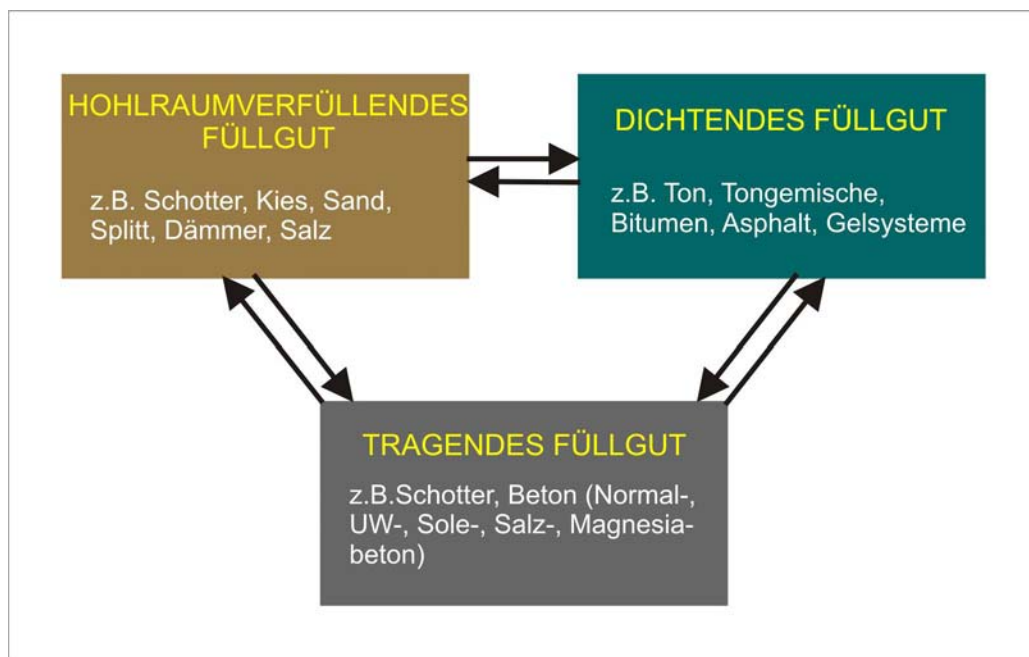 HOHLRAUMVERFÜLLENDES
FÜLLGUT
z.B. Schotter, Kies, Sand,
Splitt, Dämmer, Salz
DICHTENDES FÜLLGUT
z.B. Ton, Tongemische,
Bitumen, Asphalt, Gelsysteme
TRAGENDES FÜLLGUT
z.B.Schotter, Beton (Normal-,
UW-, Sole-, Salz-, Magnesia-
beton)